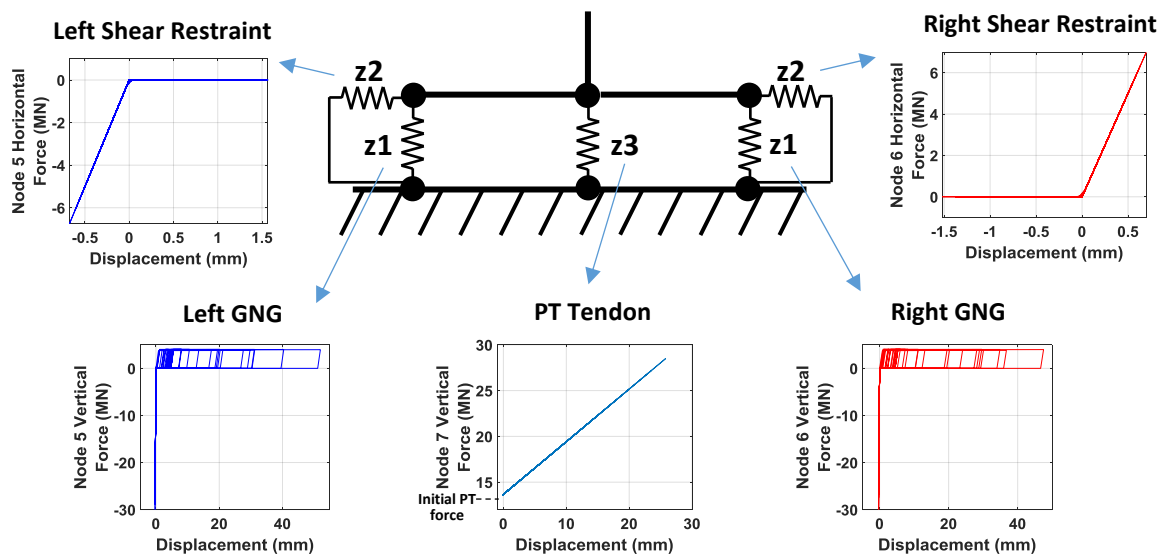 Left Shear Restraint
Right Shear Restraint
Node 5 Horizontal
Force (MN)
0
-2
-4
-6
-0.5 0 0.5 1 1.5
Displacement (mm)
z2
z2
z1
z3
z1
Node 6 Horizontal
Force (MN)
6
4
2
0
-1.5 -1 -0.5 0 0.5
Displacement (mm)
Left GNG
PT Tendon
Right GNG
Node 5 Vertical
Force (MN)
0
-10
-20
-30
0 20 40
Displacement (mm)
Node 7 Vertical
Force (MN)
30
25
20
15
Initial PT
force
0 10 20 30
Displacement (mm)
Node 6 Vertical
Force (MN)
0
-10
-20
-30
0 20 40
Displacement (mm)